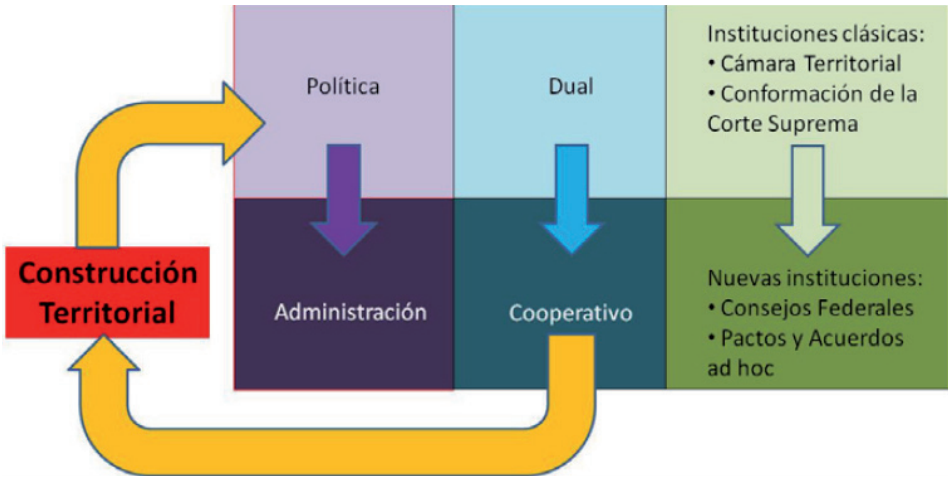 Política
Dual
Instituciones clásicas:
• Cámara Territorial
• Conformación de la
Corte Suprema
Construcción
Territorial
Administración
Cooperativo
Nuevas instituciones:
• Consejos Federales
• Pactos y Acuerdos
ad hoc